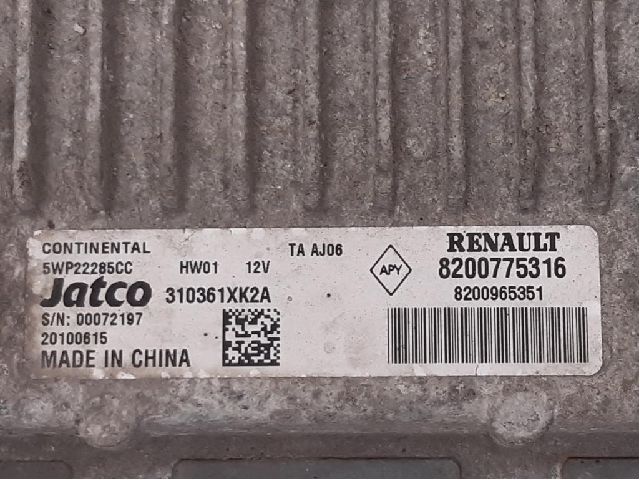 CONTINENTAL
5WP22285CC HW01 12V TA AJ06
Jatco 310361XK2A
S/N: 00072197
20100615
MADE IN CHINA
APY
RENAULT
8200775316
8200965351